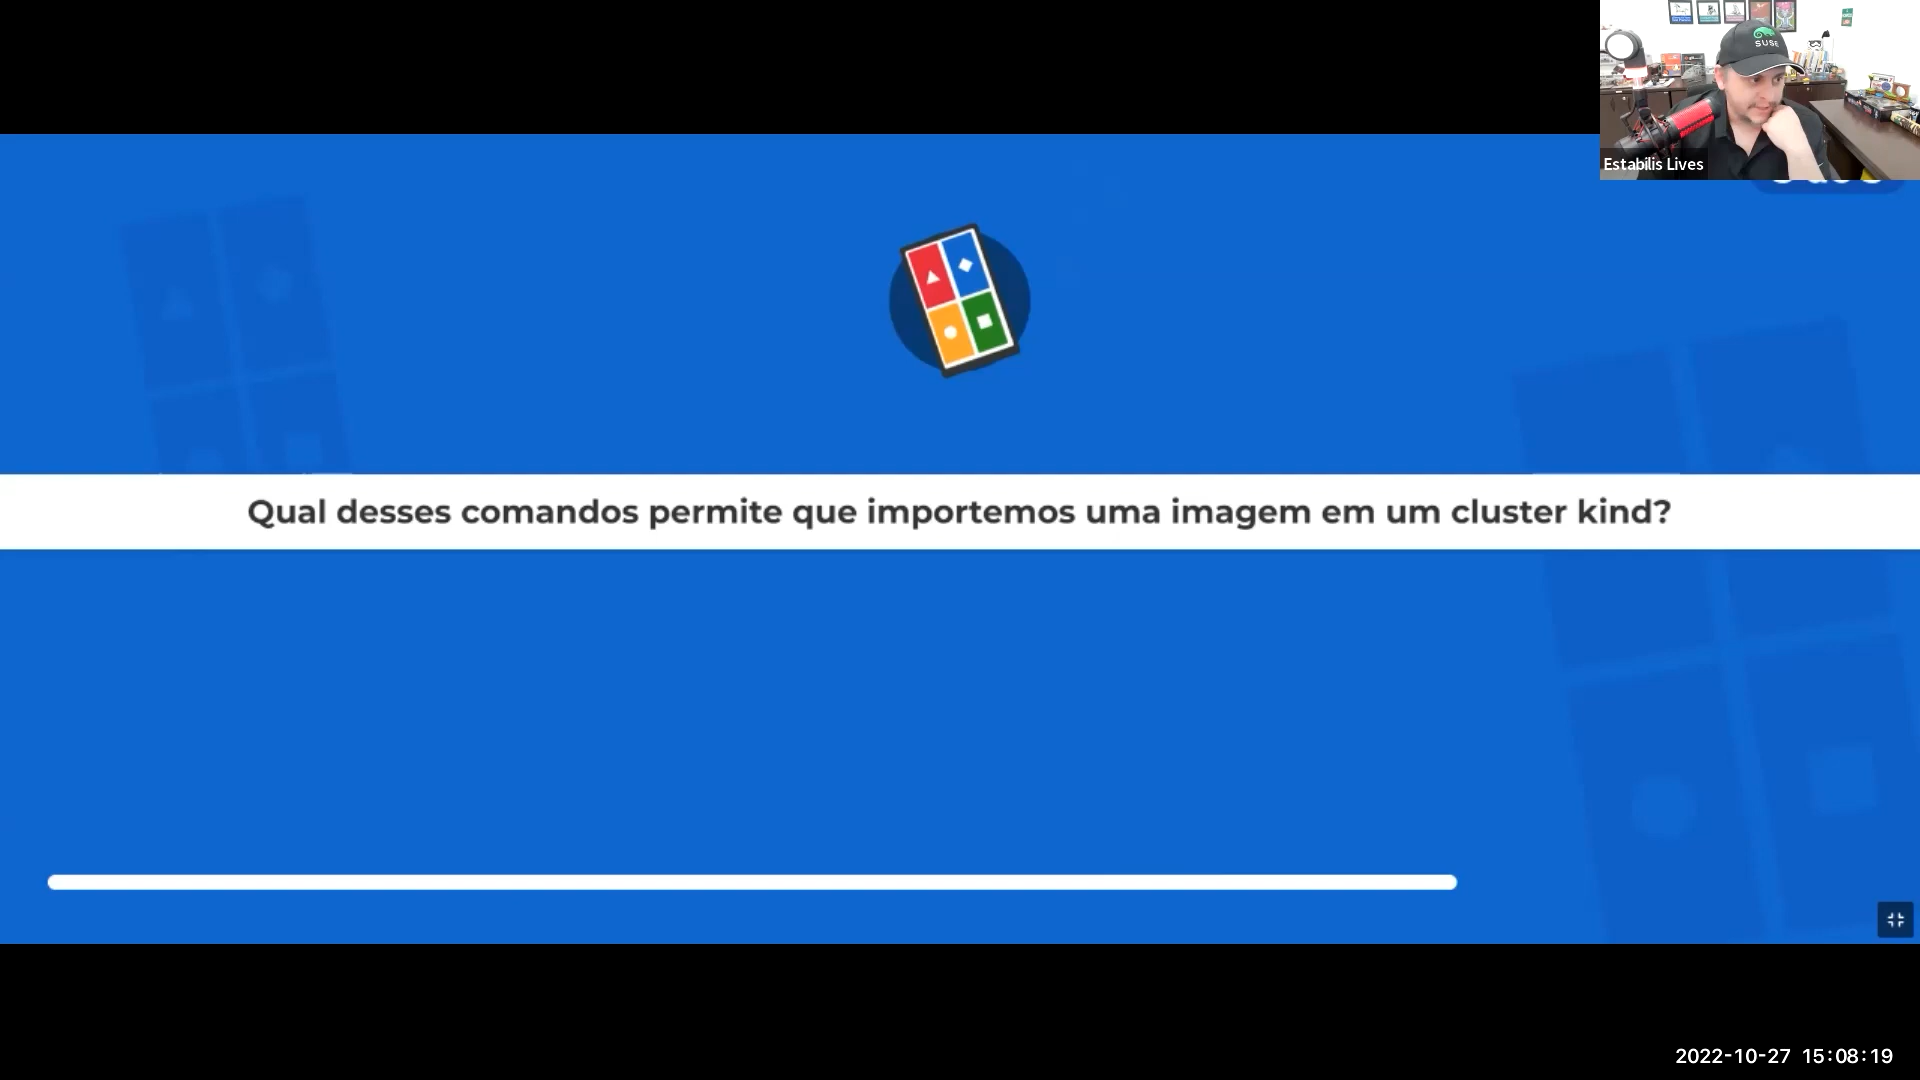 SUSE
Estabilis Lives
Qual desses comandos permite que importemos uma imagem em um cluster kind?
2022-10-27 15:08:19